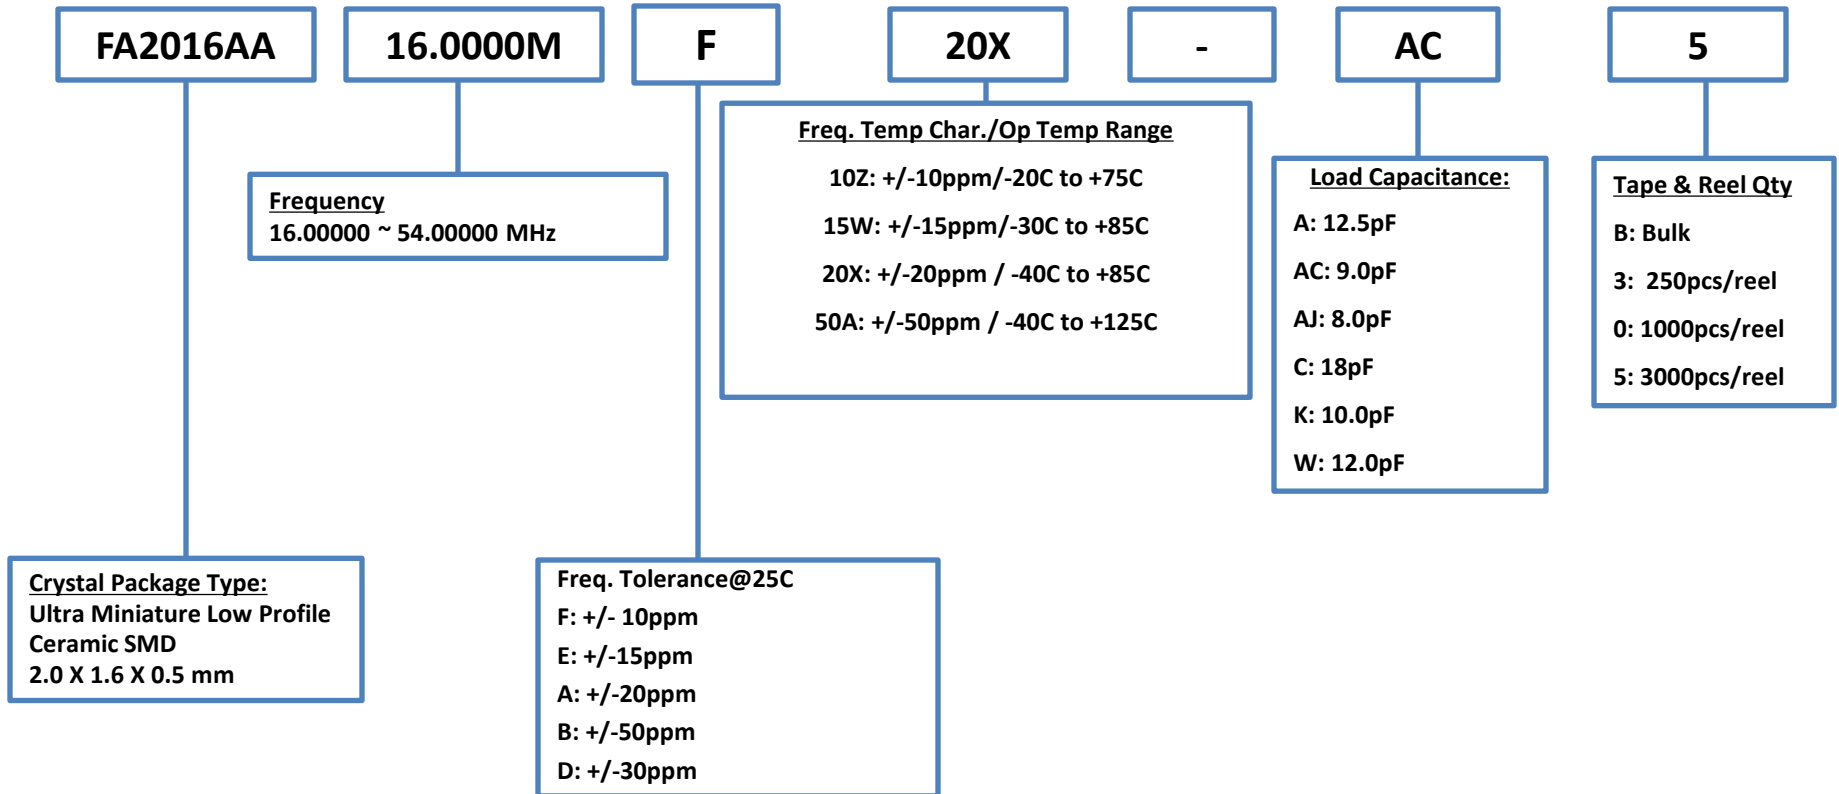 FA2016AA
16.0000M
F
20X
-
AC
5
Freq. Temp Char./Op Temp Range
10Z: +/-10ppm/-20C to +75C
15W: +/-15ppm/-30C to +85C
20X: +/-20ppm / -40C to +85C
50A: +/-50ppm / -40C to +125C
Frequency
16.00000 ~ 54.00000 MHz
Load Capacitance:
A: 12.5pF
AC: 9.0pF
AJ: 8.0pF
C: 18pF
K: 10.0pF
W: 12.0pF
Tape & Reel Qty
B: Bulk
3:  250pcs/reel
0: 1000pcs/reel
5: 3000pcs/reel
Crystal Package Type:
Ultra Miniature Low Profile
Ceramic SMD
2.0 X 1.6 X 0.5 mm
Freq. Tolerance@25C
F: +/- 10ppm
E: +/-15ppm
A: +/-20ppm
B: +/-50ppm
D: +/-30ppm